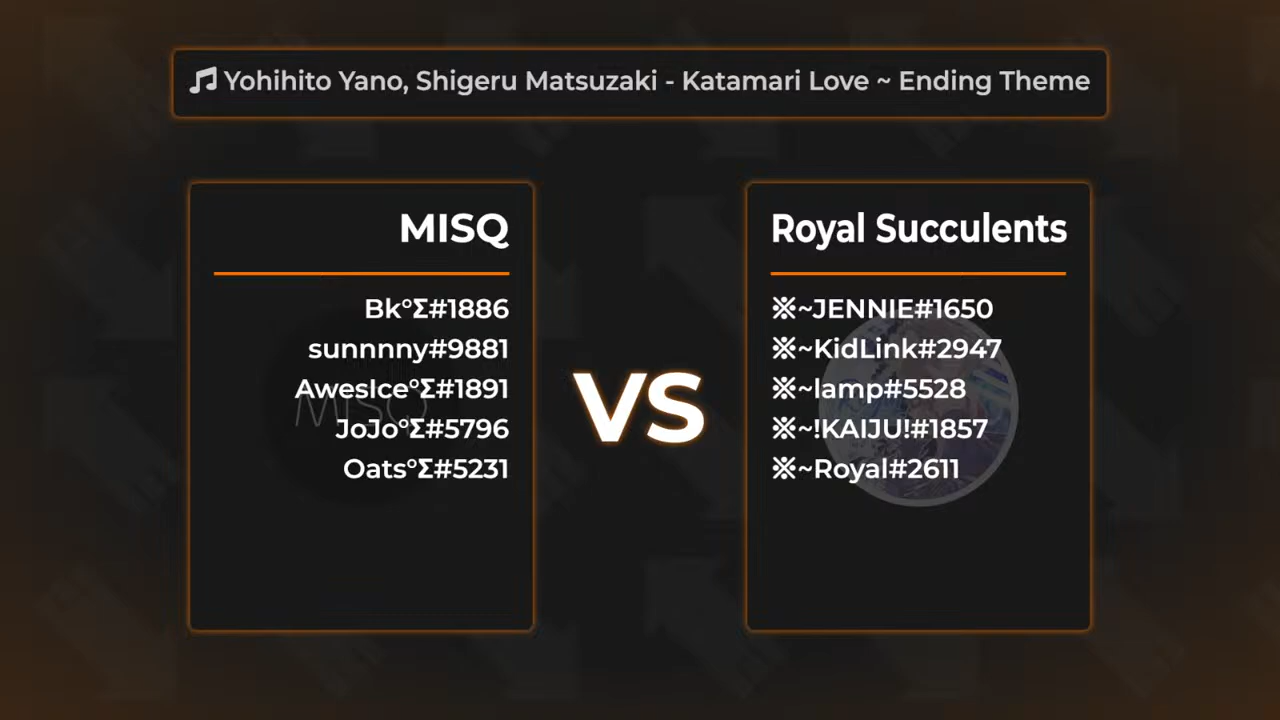 Yohihito Yano, Shigeru Matsuzaki - Katamari Love ~ Ending Theme
MISQ
Bk°Σ#1886
sunnnny#9881
AwesIce°Σ#1891
JoJo°Σ#5796
Oats°Σ#5231
MISQ
VS
Royal Succulents
※~JENNIE#1650
※~KidLink#2947
※~lamp#5528
※~!KAIJU!#1857
※~Royal#2611